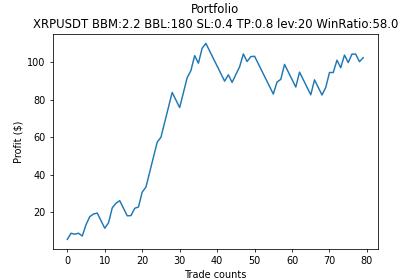 Portfolio
XRPUSDT BBM:2.2 BBL:180 SL:0.4 TP:0.8 lev:20 WinRatio:58.0
100
80
60
40
20
Profit ($)
0 10 20 30 40 50 60 70 80
Trade counts